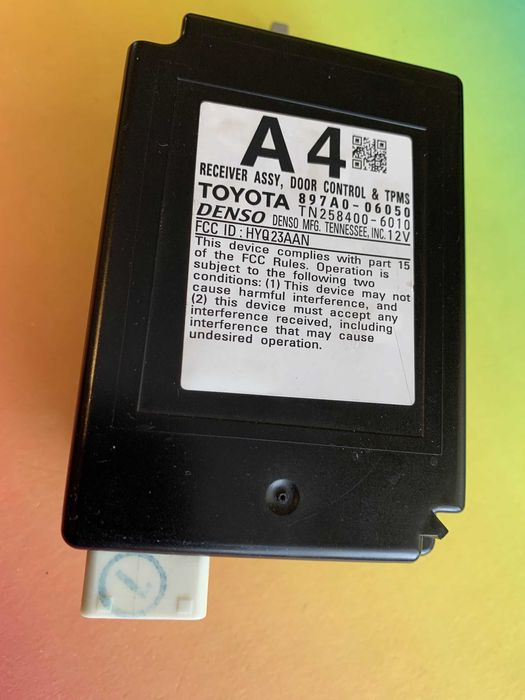 A4
RECEIVER ASSY, DOOR CONTROL & TPMS
TOYOTA 897A0-06050
TN258400-6010
DENSO DENSO MFG. TENNESSEE, INC. 12V
FCC ID : HYQ23AAN
This device complies with part 15
of the FCC Rules. Operation is
subject to the following two
conditions: (1) This device may not
cause harmful interference, and
(2) this device must accept any
interference received, including
interference that may cause
undesired operation.